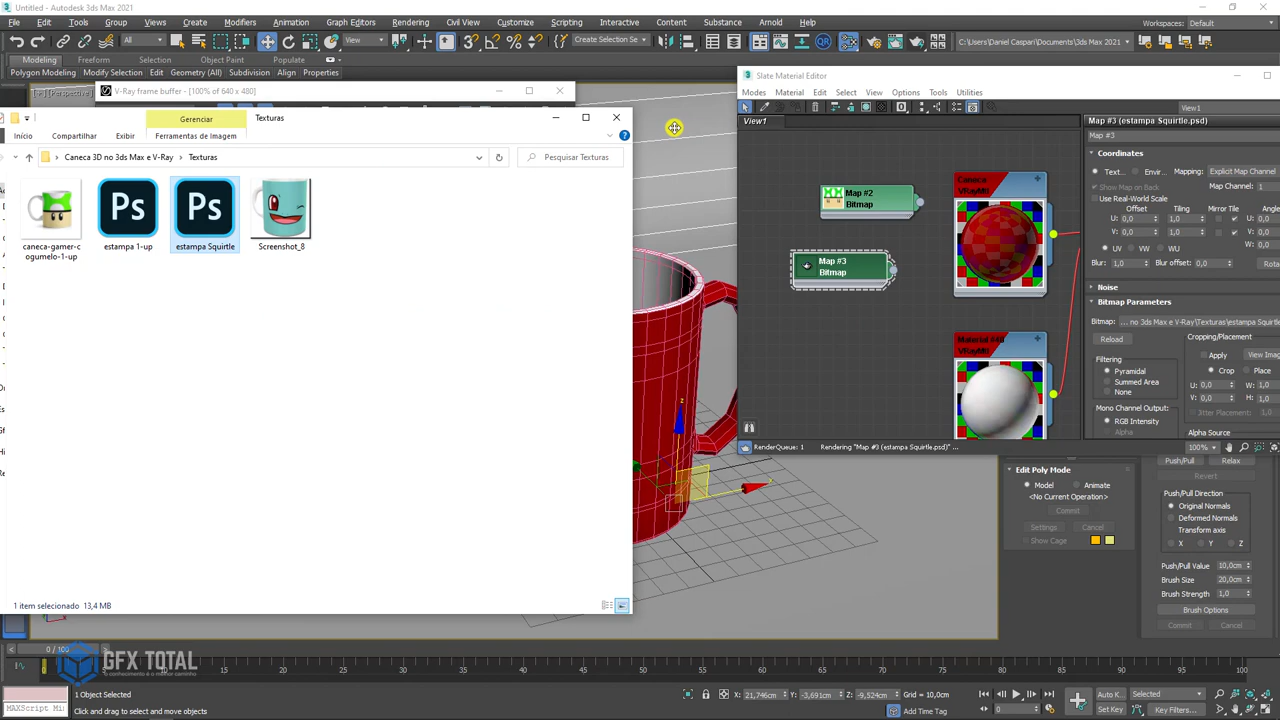 Untitled - Autodesk 3ds Max 2021
File Edit Tools Group Views Create Modifiers Animation Graph Editors Rendering Civil View Customize Scripting Interactive Content Substance Arnold Help
Workspaces: Default
All
View
Create Selection Se
C:\Users\Daniel Caspari\Documents\3ds Max 2021
Modeling Freeform Selection Object Paint Populate
Polygon Modeling Modify Selection Edit Geometry (All) Subdivision Align Properties
V-Ray frame buffer - [100% of 640 x 480]
Gerenciar
Texturas
Início Compartilhar Exibir Ferramentas de Imagem
Caneca 3D no 3ds Max e V-Ray > Texturas
Pesquisar Texturas
caneca-gamer-cogumelo-1-up
Ps
estampa 1-up
Ps
estampa Squirtle
Screenshot_8
1 item selecionado 13,4 MB
Slate Material Editor
Modes Material Edit Select View Options Tools Utilities
View1
View1
Map #2
Bitmap
Map #3
Bitmap
Caneca
VRayMtl
VRayMtl
RenderQueue: 1
Rendering "Map #3 (estampa Squirtle.psd)" ...
100%
Map #3 (estampa Squirtle.psd)
Map #3
Coordinates
Text... Envir... Mapping: Explicit Map Channel
Show Map on Back Map Channel: 1
Use Real-World Scale
Offset Tiling Mirror Tile Angle
U: 0,0 1,0 U: 0,0
V: 0,0 1,0 V: 0,0
UV VW WU W: 0,0
Blur: 1,0 Blur offset: 0,0 Rota
Noise
Bitmap Parameters
Bitmap: ... no 3ds Max e V-Ray\Texturas\estampa Squirtle
Reload
Cropping/Placement
Apply View Imag
Crop Place
U: 0,0 W: 1,0
V: 0,0 H: 1,0
Jitter Placement: 1,0
Filtering
Pyramidal
Summed Area
None
Mono Channel Output:
RGB Intensity
Alpha
Alpha Source
Edit Poly Mode
Model Animate
<No Current Operation>
Commit
Settings Cancel
Show Cage
Push/Pull Relax
Revert
Push/Pull Direction
Original Normals
Deformed Normals
Transform axis
X Y Z
Push/Pull Value 10,0cm
Brush Size 20,0cm
Brush Strength 1,0
Brush Options
Commit Cancel
z
0 / 100
GFX TOTAL
o conhecimento é o melhor caminho
15 20 25 30 35 40 45 50 55 60 65 70 75 80 85 90 95 100
1 Object Selected
Click and drag to select and move objects
MAXScript Mi
X: 21,746cm Y: -3,691cm Z: -9,524cm Grid = 10,0cm
Add Time Tag
Auto K Selected
Set Key Key Filters...
0